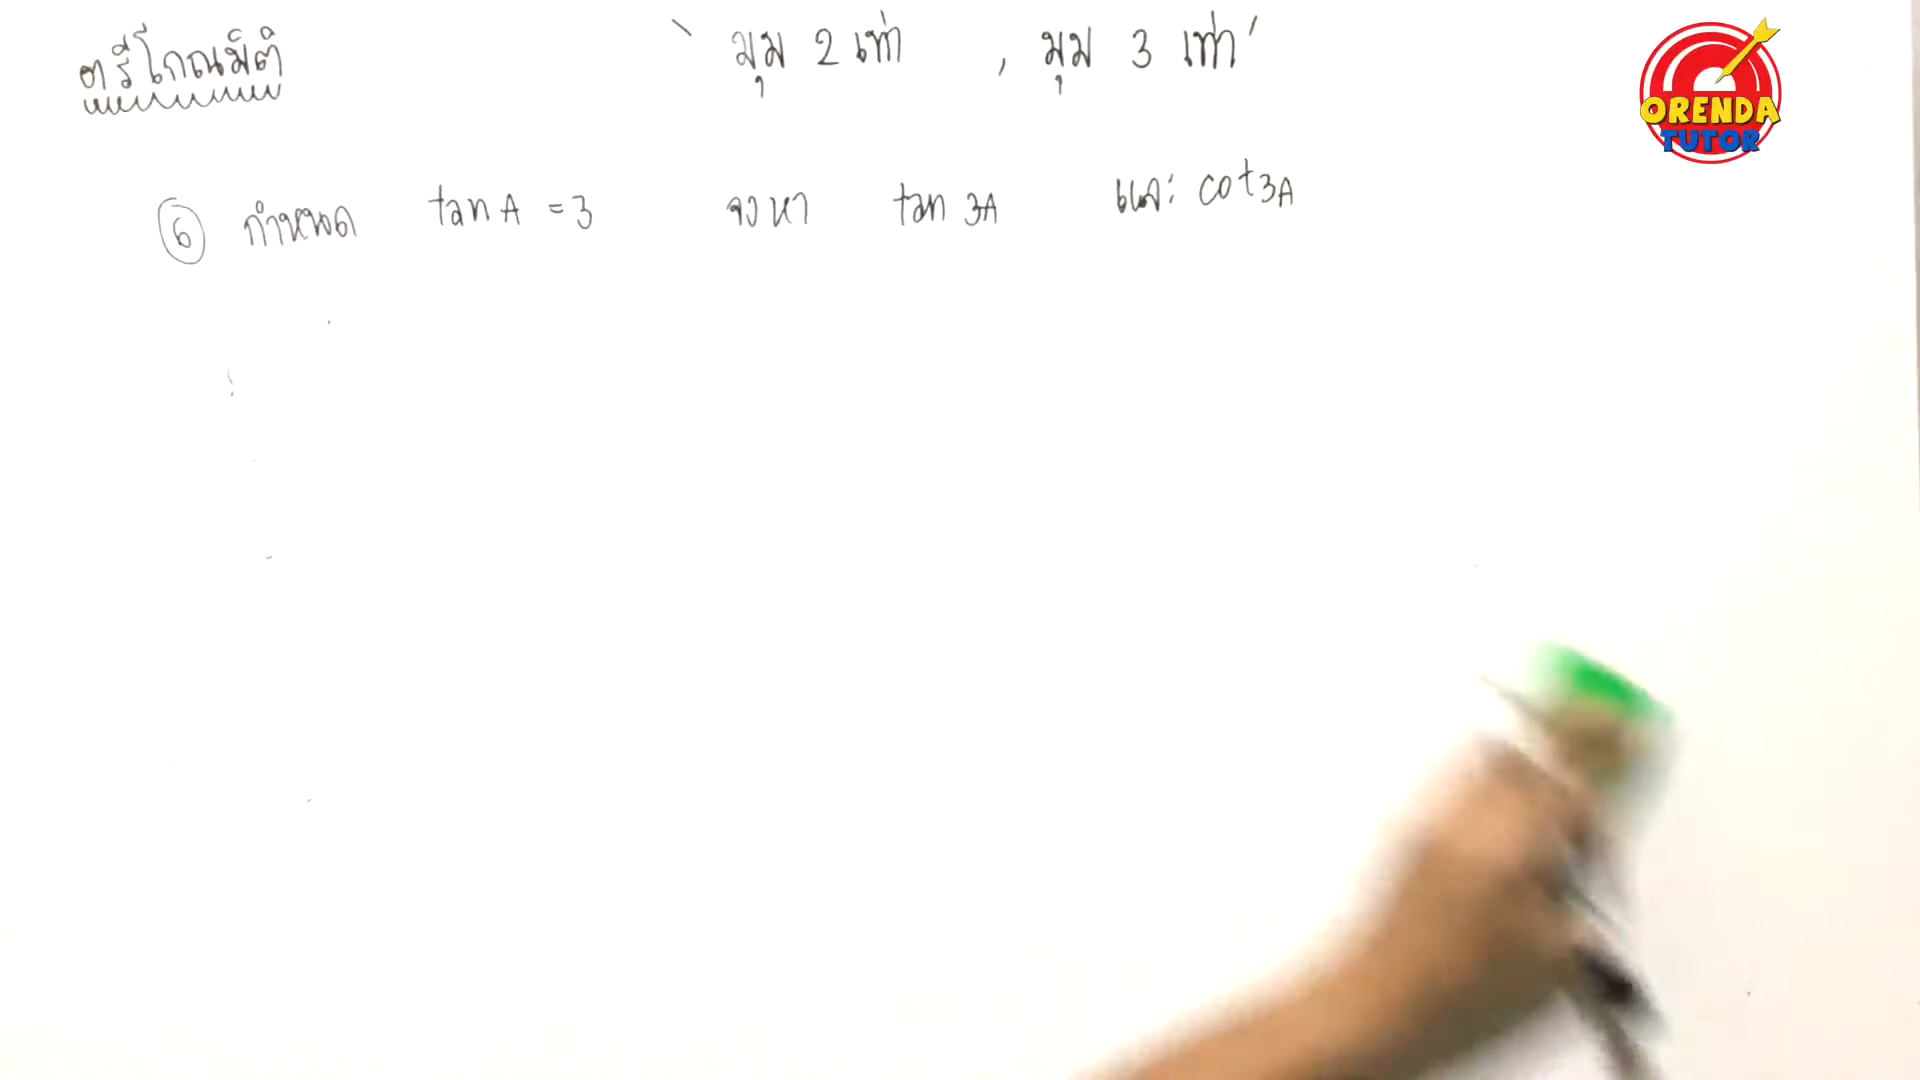 ตรีโกณมิติ
` มุม 2 เท่า , มุม 3 เท่า '
ORENDA
TUTOR
6 กำหนด tan A = 3 จงหา tan 3A และ cot 3A